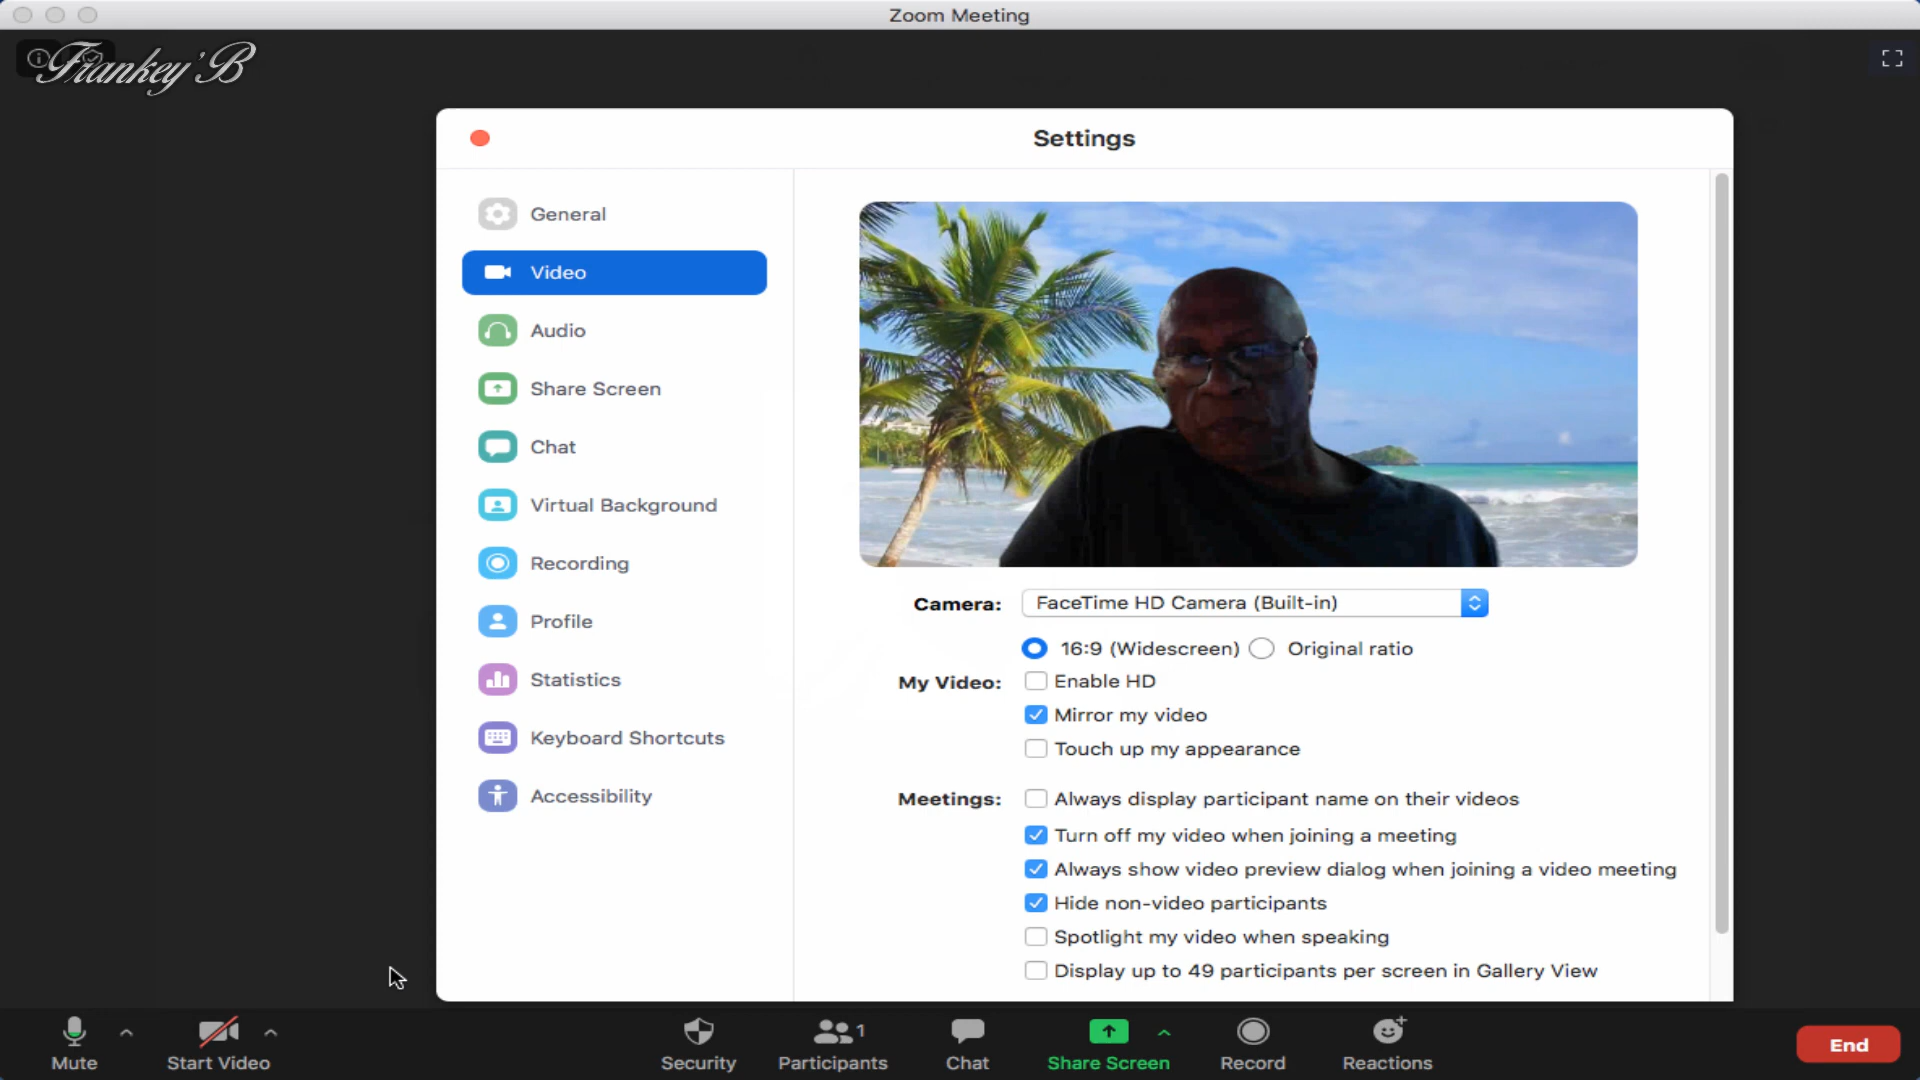 Zoom Meeting
Frankey'B
Settings
General
Video
Audio
Share Screen
Chat
Virtual Background
Recording
Profile
Statistics
Keyboard Shortcuts
Accessibility
Camera: FaceTime HD Camera (Built-in)
16:9 (Widescreen) Original ratio
My Video: Enable HD
Mirror my video
Touch up my appearance
Meetings: Always display participant name on their videos
Turn off my video when joining a meeting
Always show video preview dialog when joining a video meeting
Hide non-video participants
Spotlight my video when speaking
Display up to 49 participants per screen in Gallery View
1
Mute Start Video Security Participants Chat Share Screen Record Reactions End